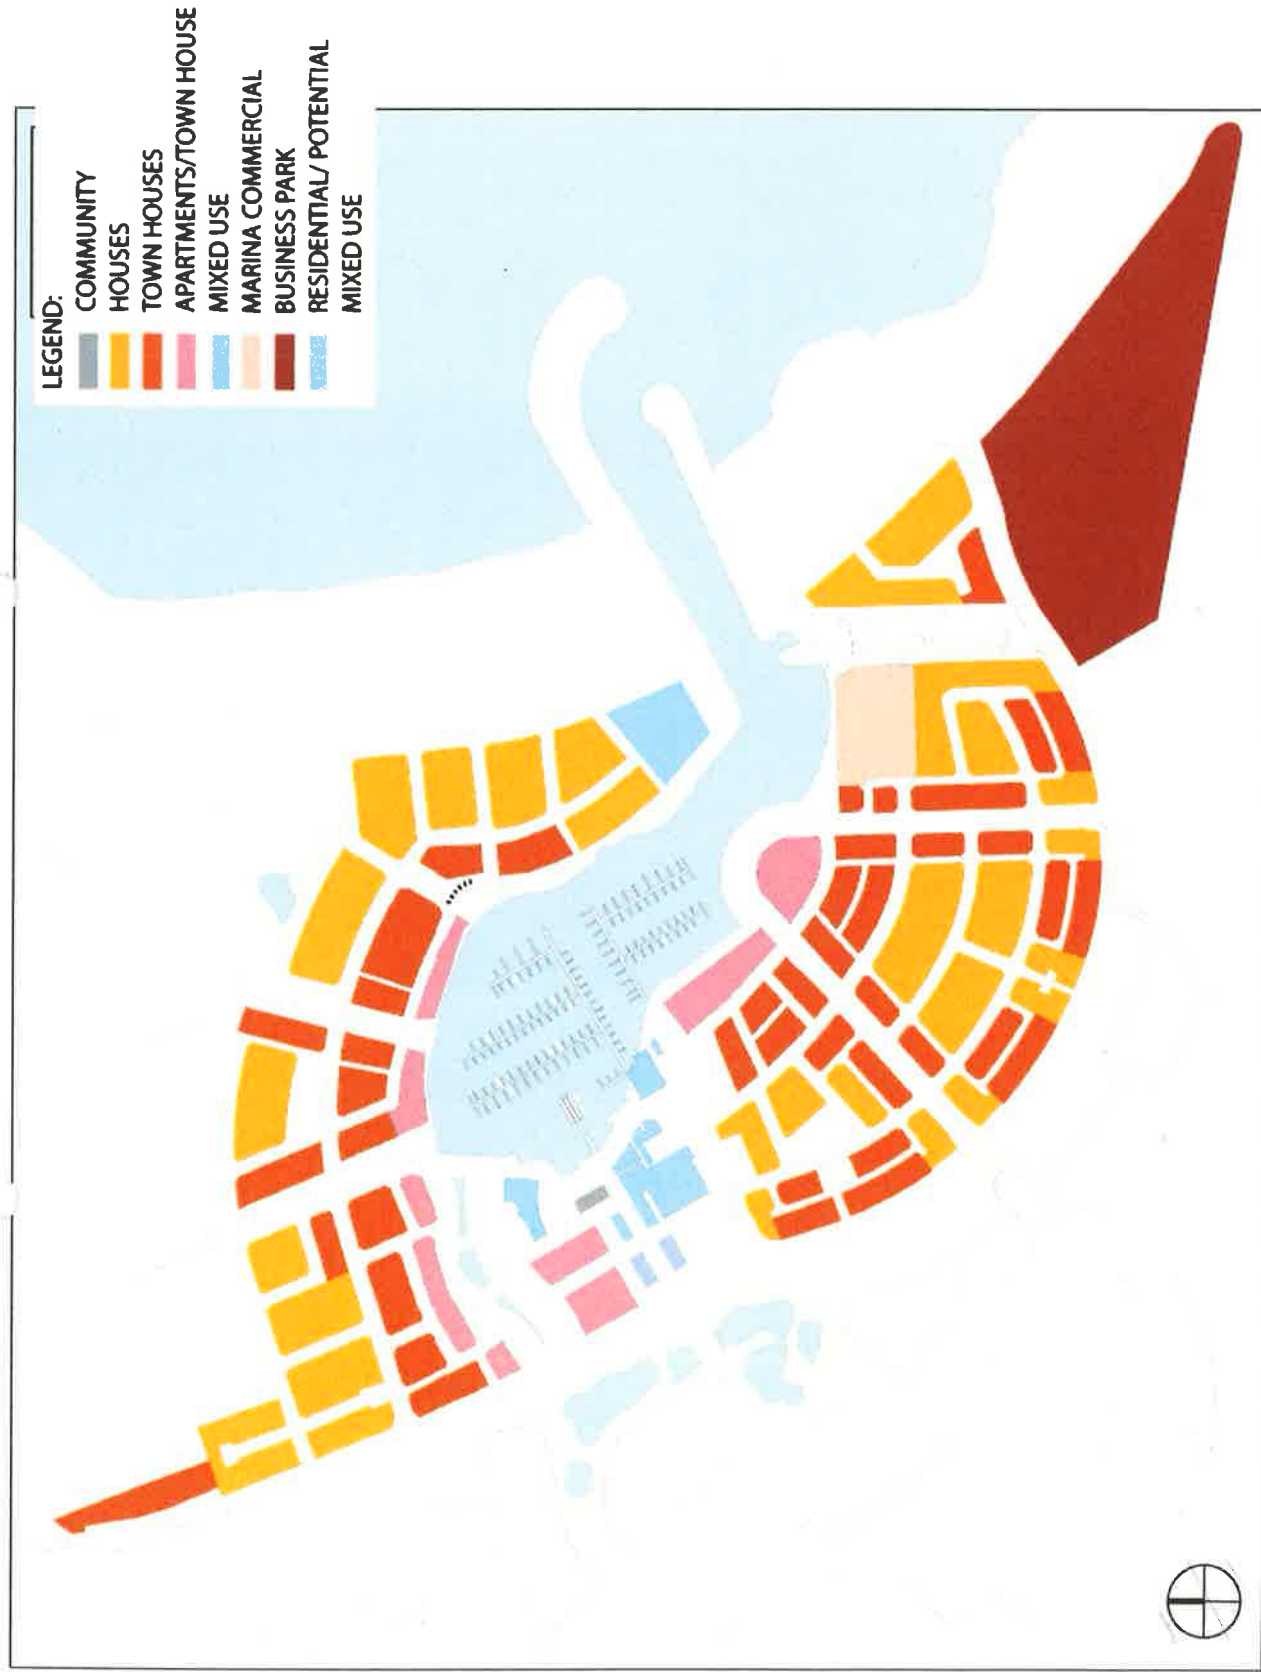 LEGEND:
COMMUNITY
HOUSES
TOWN HOUSES
APARTMENTS/TOWN HOUSE
MIXED USE
MARINA COMMERCIAL
BUSINESS PARK
RESIDENTIAL/ POTENTIAL
MIXED USE